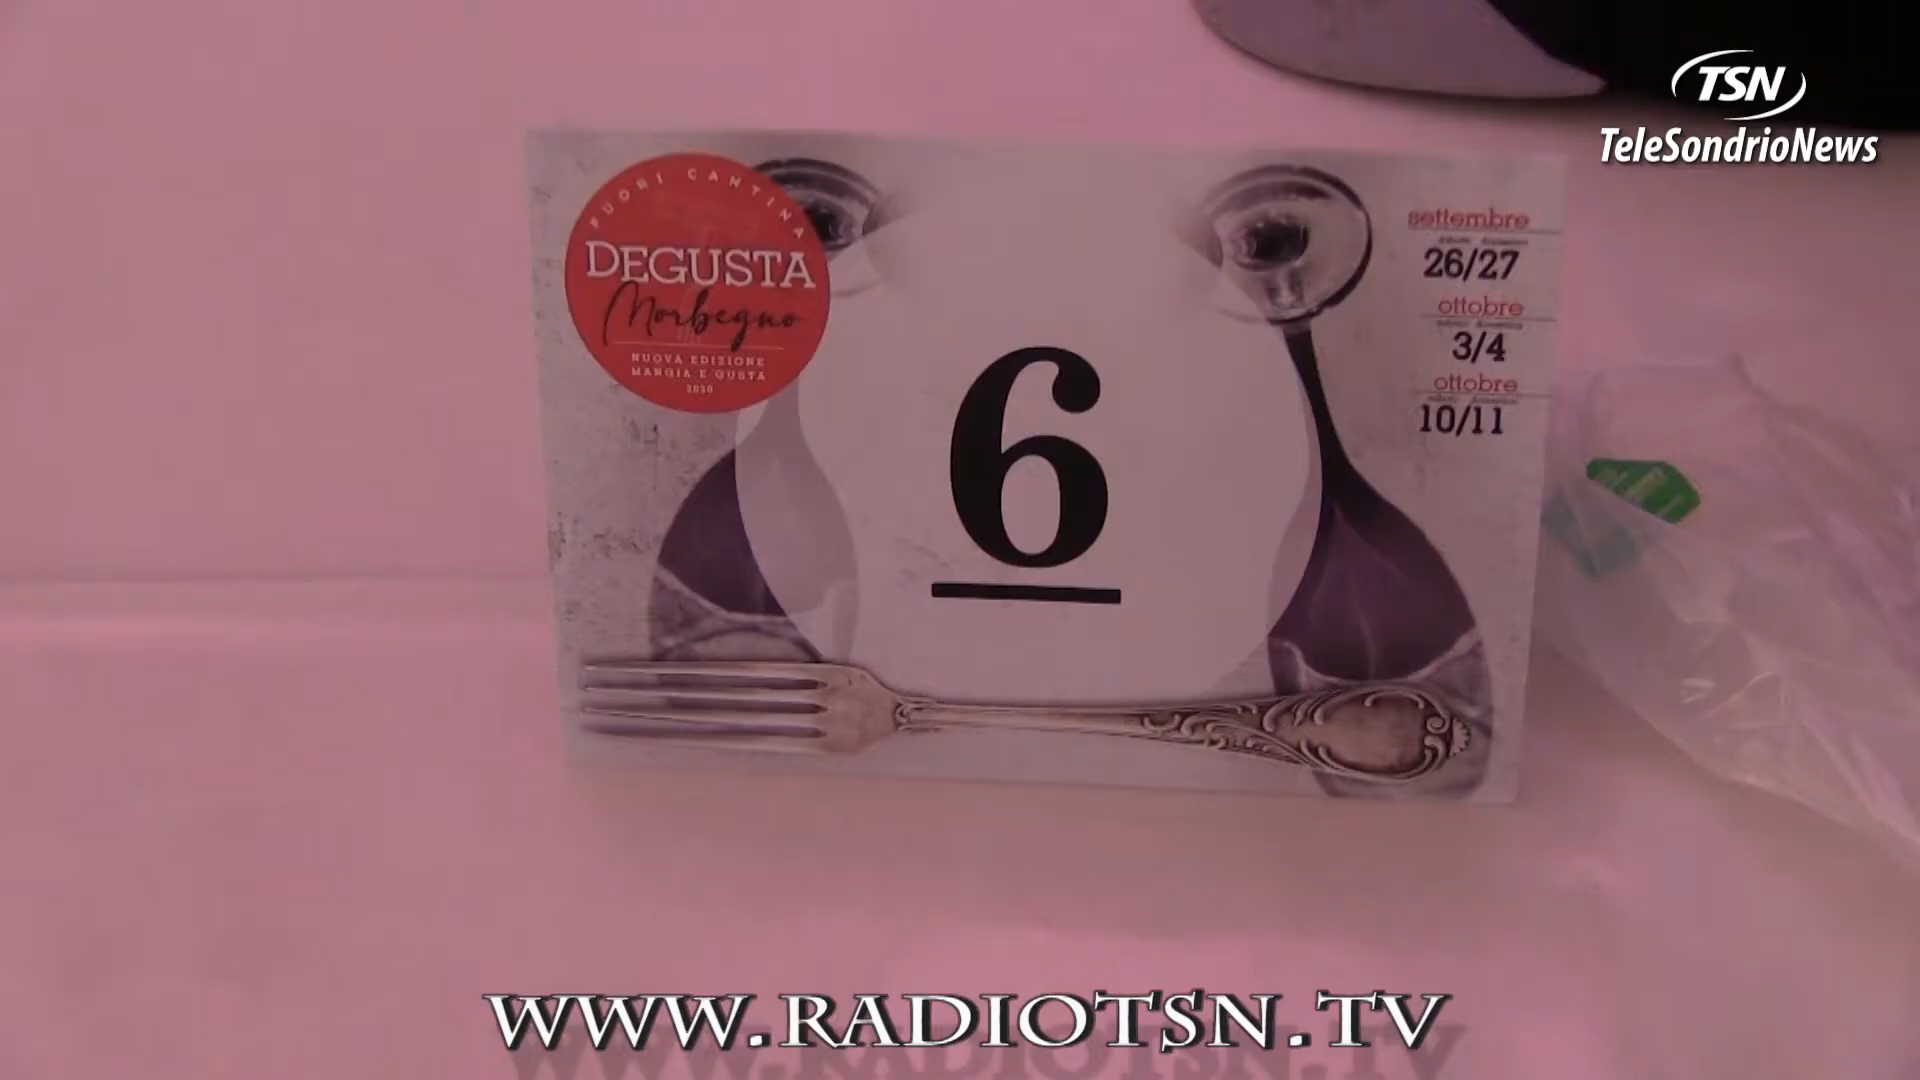 TSN
TeleSondrioNews
FUORI CANTINA
DEGUSTA
Morbegno
NUOVA EDIZIONE
MANGIA E GUSTA
2020
settembre
26/27
ottobre
3/4
ottobre
10/11
6
WWW.RADIOTSN.TV